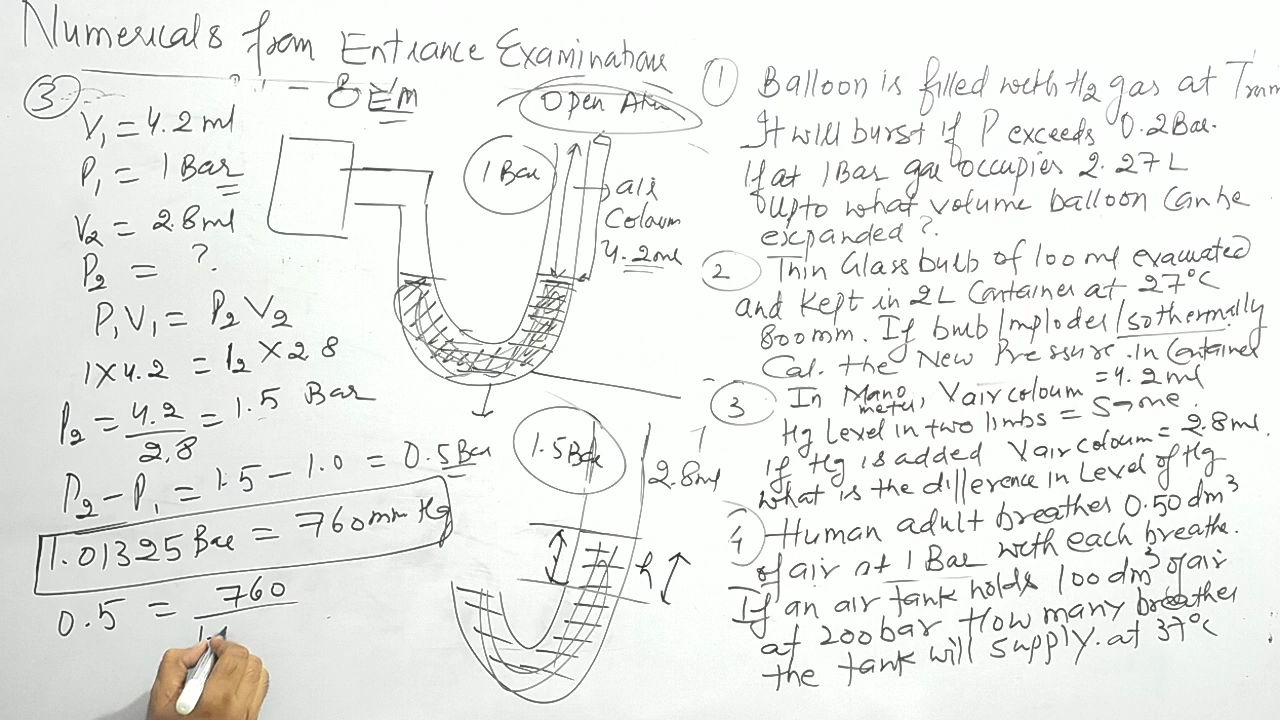 Numericals from Entrance Examinations
- 8 EM
③
V₁ = 4.2 ml
P₁ = 1 Bar
V₂ = 2.8 ml
P₂ = ?
P₁V₁ = P₂V₂
1×4.2 = P₂ × 2.8
P₂ = 4.2/2.8 = 1.5 Bar
P₂ - P₁ = 1.5 - 1.0 = 0.5 Bar
1.01325 Bar = 760 mm Hg
0.5 = 760
Open Atm
1 Bar
air
Coloum
4.2 ml
1.5 Bar
2.8 ml
h
① Balloon is filled with H₂ gas at
It will burst if P exceeds 0.2 Bar.
If at 1 Bar gas occupies 2.27 L
Upto what volume balloon can be
expanded ?
② Thin Glass bulb of 100 ml evacuated
and Kept in 2L Container at 27°C
800 mm. If bulb Implodes Isothermally
Cal. the New Pressure in Container
③ In Manometer, V air coloum = 4.2 ml
Hg Level in two limbs = Same.
If Hg is added V air coloum = 2.8 ml.
what is the difference in Level of Hg
④ Human adult breathes 0.50 dm³
of air at 1 Bar with each breathe.
If an air tank holds 100 dm³ of air
at 200 bar How many breather
the tank will supply. at 37°C